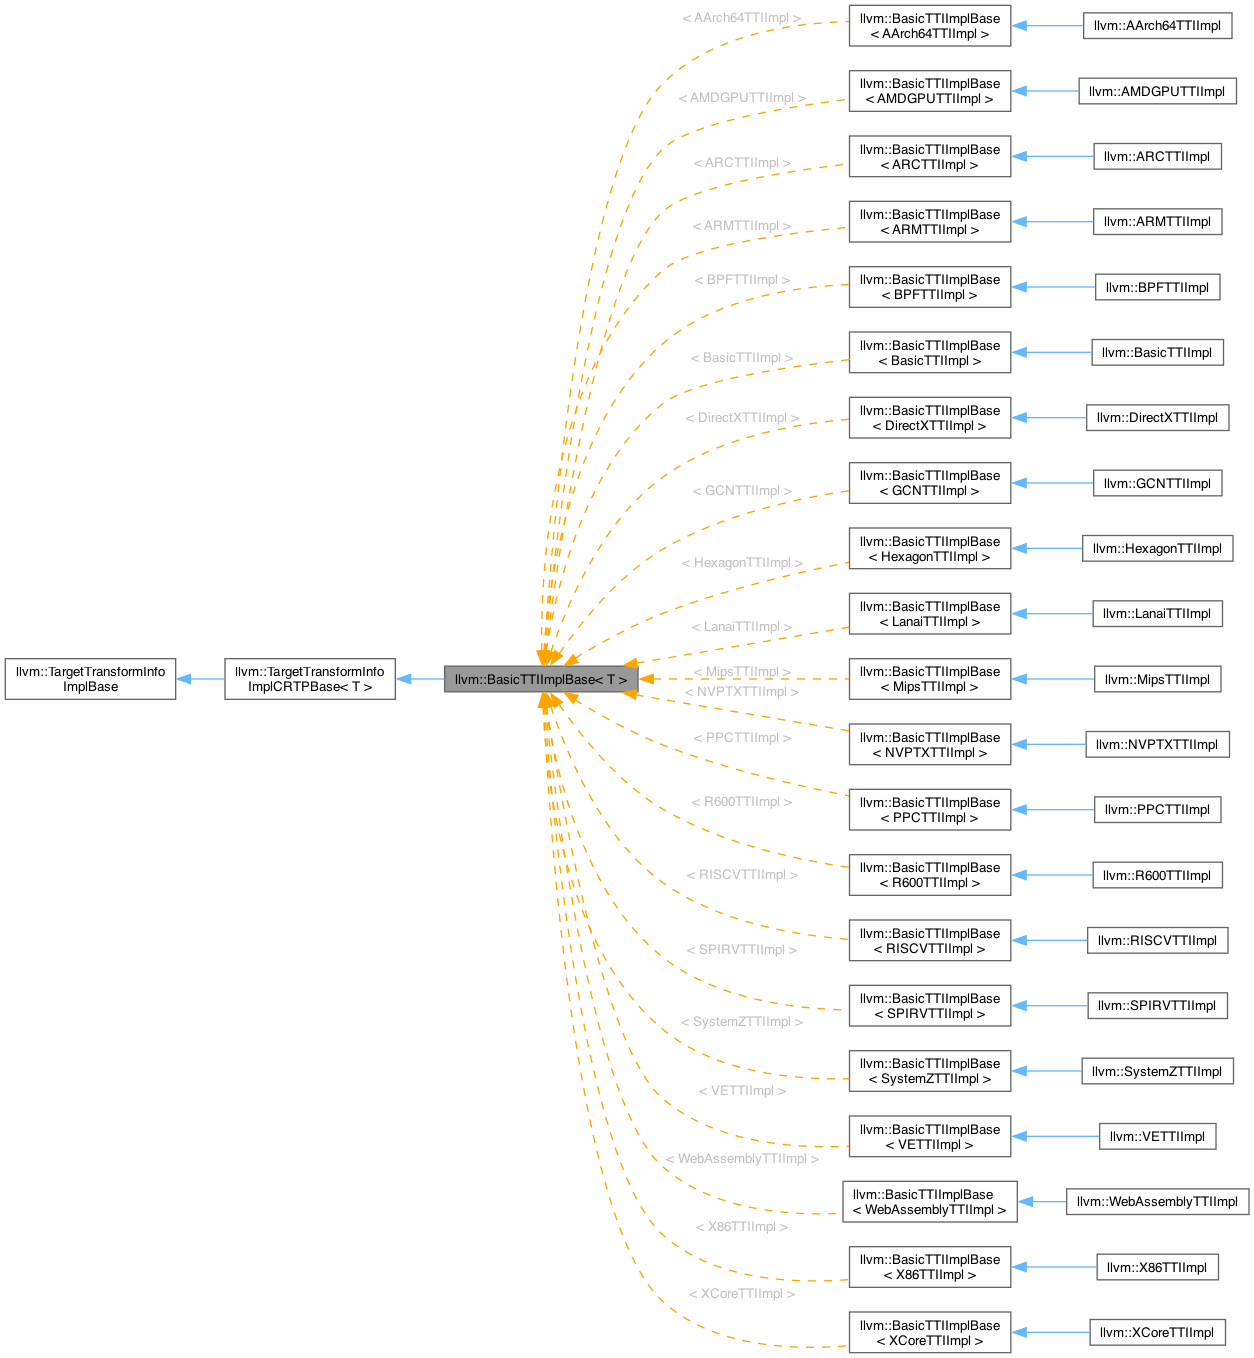 llvm::TargetTransformInfo
ImplBase
llvm::TargetTransformInfo
ImplCRTPBase< T >
llvm::BasicTTIImplBase< T >
< AArch64TTIImpl >
llvm::BasicTTIImplBase
< AArch64TTIImpl >
llvm::AArch64TTIImpl
< AMDGPUTTIImpl >
llvm::BasicTTIImplBase
< AMDGPUTTIImpl >
llvm::AMDGPUTTIImpl
< ARCTTIImpl >
llvm::BasicTTIImplBase
< ARCTTIImpl >
llvm::ARCTTIImpl
< ARMTTIImpl >
llvm::BasicTTIImplBase
< ARMTTIImpl >
llvm::ARMTTIImpl
< BPFTTIImpl >
llvm::BasicTTIImplBase
< BPFTTIImpl >
llvm::BPFTTIImpl
< BasicTTIImpl >
llvm::BasicTTIImplBase
< BasicTTIImpl >
llvm::BasicTTIImpl
< DirectXTTIImpl >
llvm::BasicTTIImplBase
< DirectXTTIImpl >
llvm::DirectXTTIImpl
< GCNTTIImpl >
llvm::BasicTTIImplBase
< GCNTTIImpl >
llvm::GCNTTIImpl
< HexagonTTIImpl >
llvm::BasicTTIImplBase
< HexagonTTIImpl >
llvm::HexagonTTIImpl
< LanaiTTIImpl >
llvm::BasicTTIImplBase
< LanaiTTIImpl >
llvm::LanaiTTIImpl
< MipsTTIImpl >
llvm::BasicTTIImplBase
< MipsTTIImpl >
llvm::MipsTTIImpl
< NVPTXTTIImpl >
llvm::BasicTTIImplBase
< NVPTXTTIImpl >
llvm::NVPTXTTIImpl
< PPCTTIImpl >
llvm::BasicTTIImplBase
< PPCTTIImpl >
llvm::PPCTTIImpl
< R600TTIImpl >
llvm::BasicTTIImplBase
< R600TTIImpl >
llvm::R600TTIImpl
< RISCVTTIImpl >
llvm::BasicTTIImplBase
< RISCVTTIImpl >
llvm::RISCVTTIImpl
< SPIRVTTIImpl >
llvm::BasicTTIImplBase
< SPIRVTTIImpl >
llvm::SPIRVTTIImpl
< SystemZTTIImpl >
llvm::BasicTTIImplBase
< SystemZTTIImpl >
llvm::SystemZTTIImpl
< VETTIImpl >
llvm::BasicTTIImplBase
< VETTIImpl >
llvm::VETTIImpl
< WebAssemblyTTIImpl >
llvm::BasicTTIImplBase
< WebAssemblyTTIImpl >
llvm::WebAssemblyTTIImpl
< X86TTIImpl >
llvm::BasicTTIImplBase
< X86TTIImpl >
llvm::X86TTIImpl
< XCoreTTIImpl >
llvm::BasicTTIImplBase
< XCoreTTIImpl >
llvm::XCoreTTIImpl